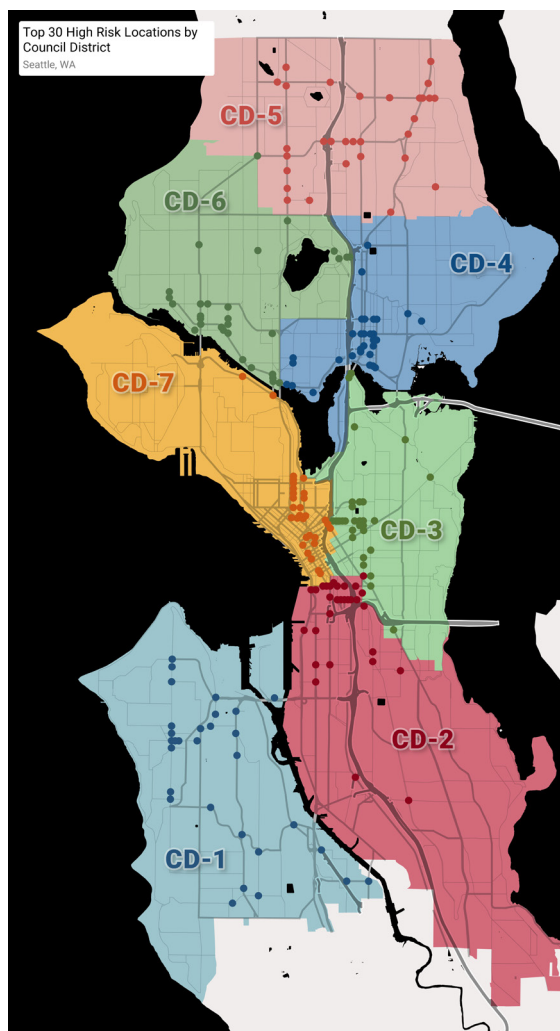 Top 30 High Risk Locations by
Council District
Seattle, WA
CD-5
CD-6
CD-4
CD-7
CD-3
CD-2
CD-1